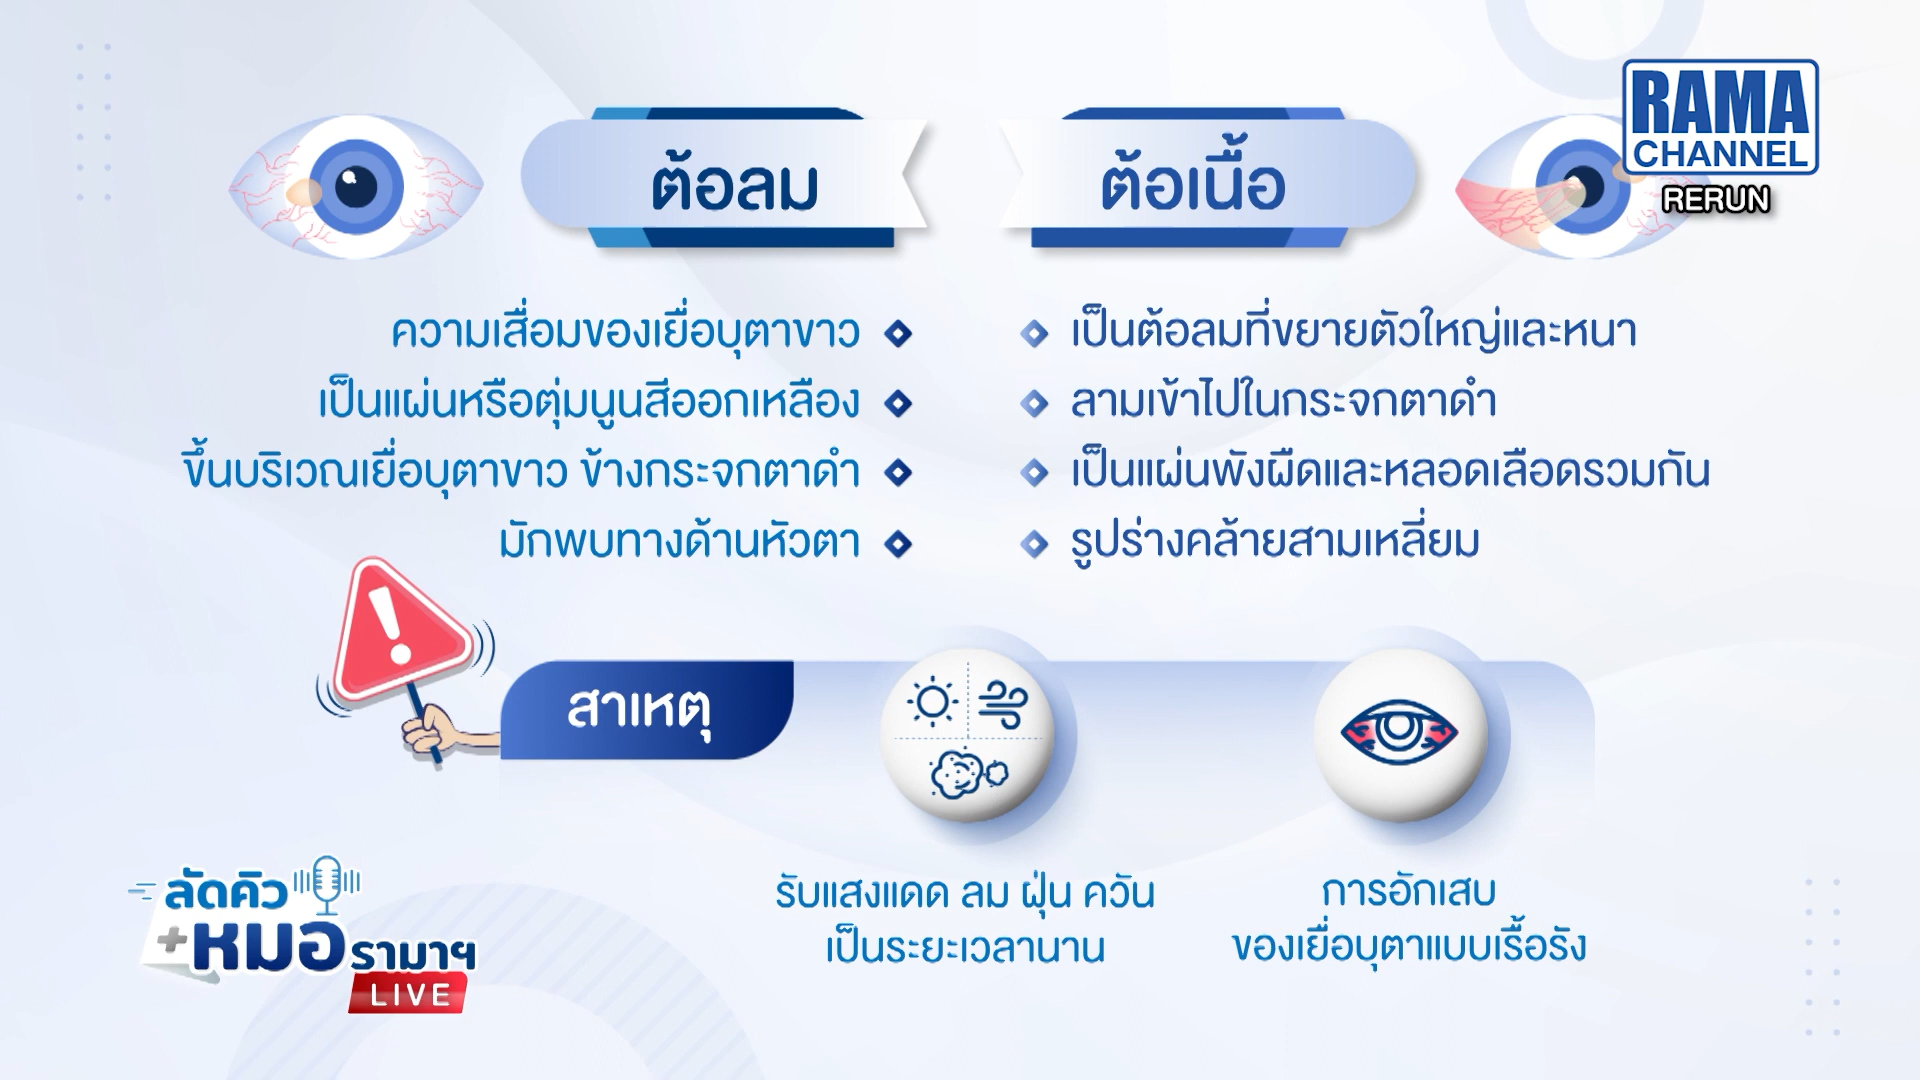 RAMA
CHANNEL
RERUN
ต้อลม
ความเสื่อมของเยื่อบุตาขาว
เป็นแผ่นหรือตุ่มนูนสีออกเหลือง
ขึ้นบริเวณเยื่อบุตาขาว ข้างกระจกตาดำ
มักพบทางด้านหัวตา
ต้อเนื้อ
เป็นต้อลมที่ขยายตัวใหญ่และหนา
ลามเข้าไปในกระจกตาดำ
เป็นแผ่นพังผืดและหลอดเลือดรวมกัน
รูปร่างคล้ายสามเหลี่ยม
สาเหตุ
รับแสงแดด ลม ฝุ่น ควัน
เป็นระยะเวลานาน
การอักเสบ
ของเยื่อบุตาแบบเรื้อรัง
ลัดคิว
หมอรามาฯ
LIVE